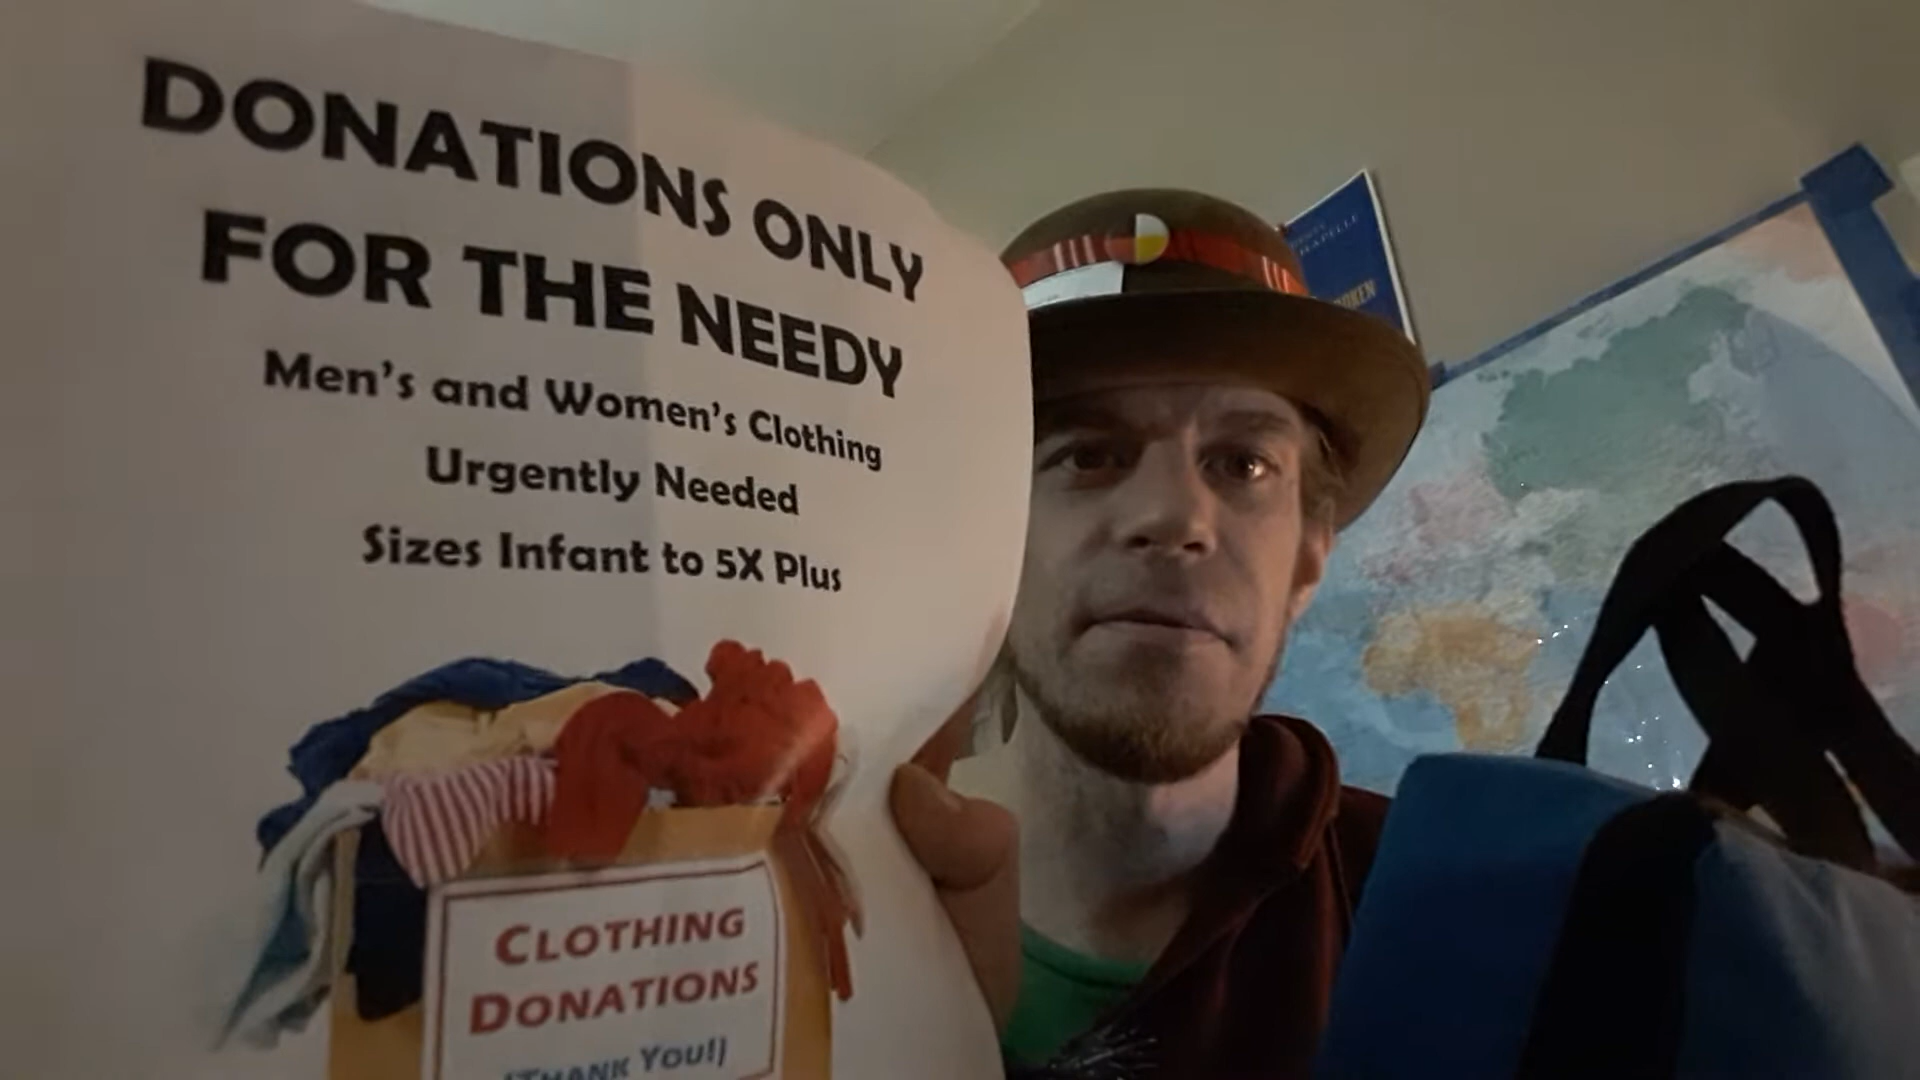 DONATIONS ONLY
FOR THE NEEDY
Men's and Women's Clothing
Urgently Needed
Sizes Infant to 5X Plus
CLOTHING
DONATIONS
(THANK YOU!)